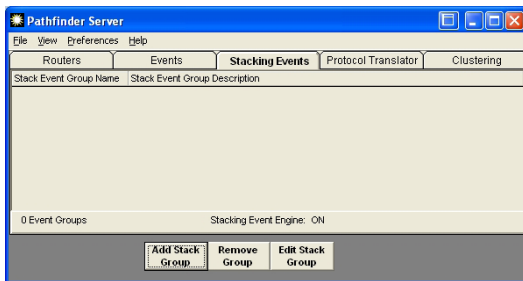 Pathfinder Server
File View Preferences Help
Routers Events Stacking Events Protocol Translator Clustering
Stack Event Group Name Stack Event Group Description
0 Event Groups Stacking Event Engine: ON
Add Stack Group Remove Group Edit Stack Group